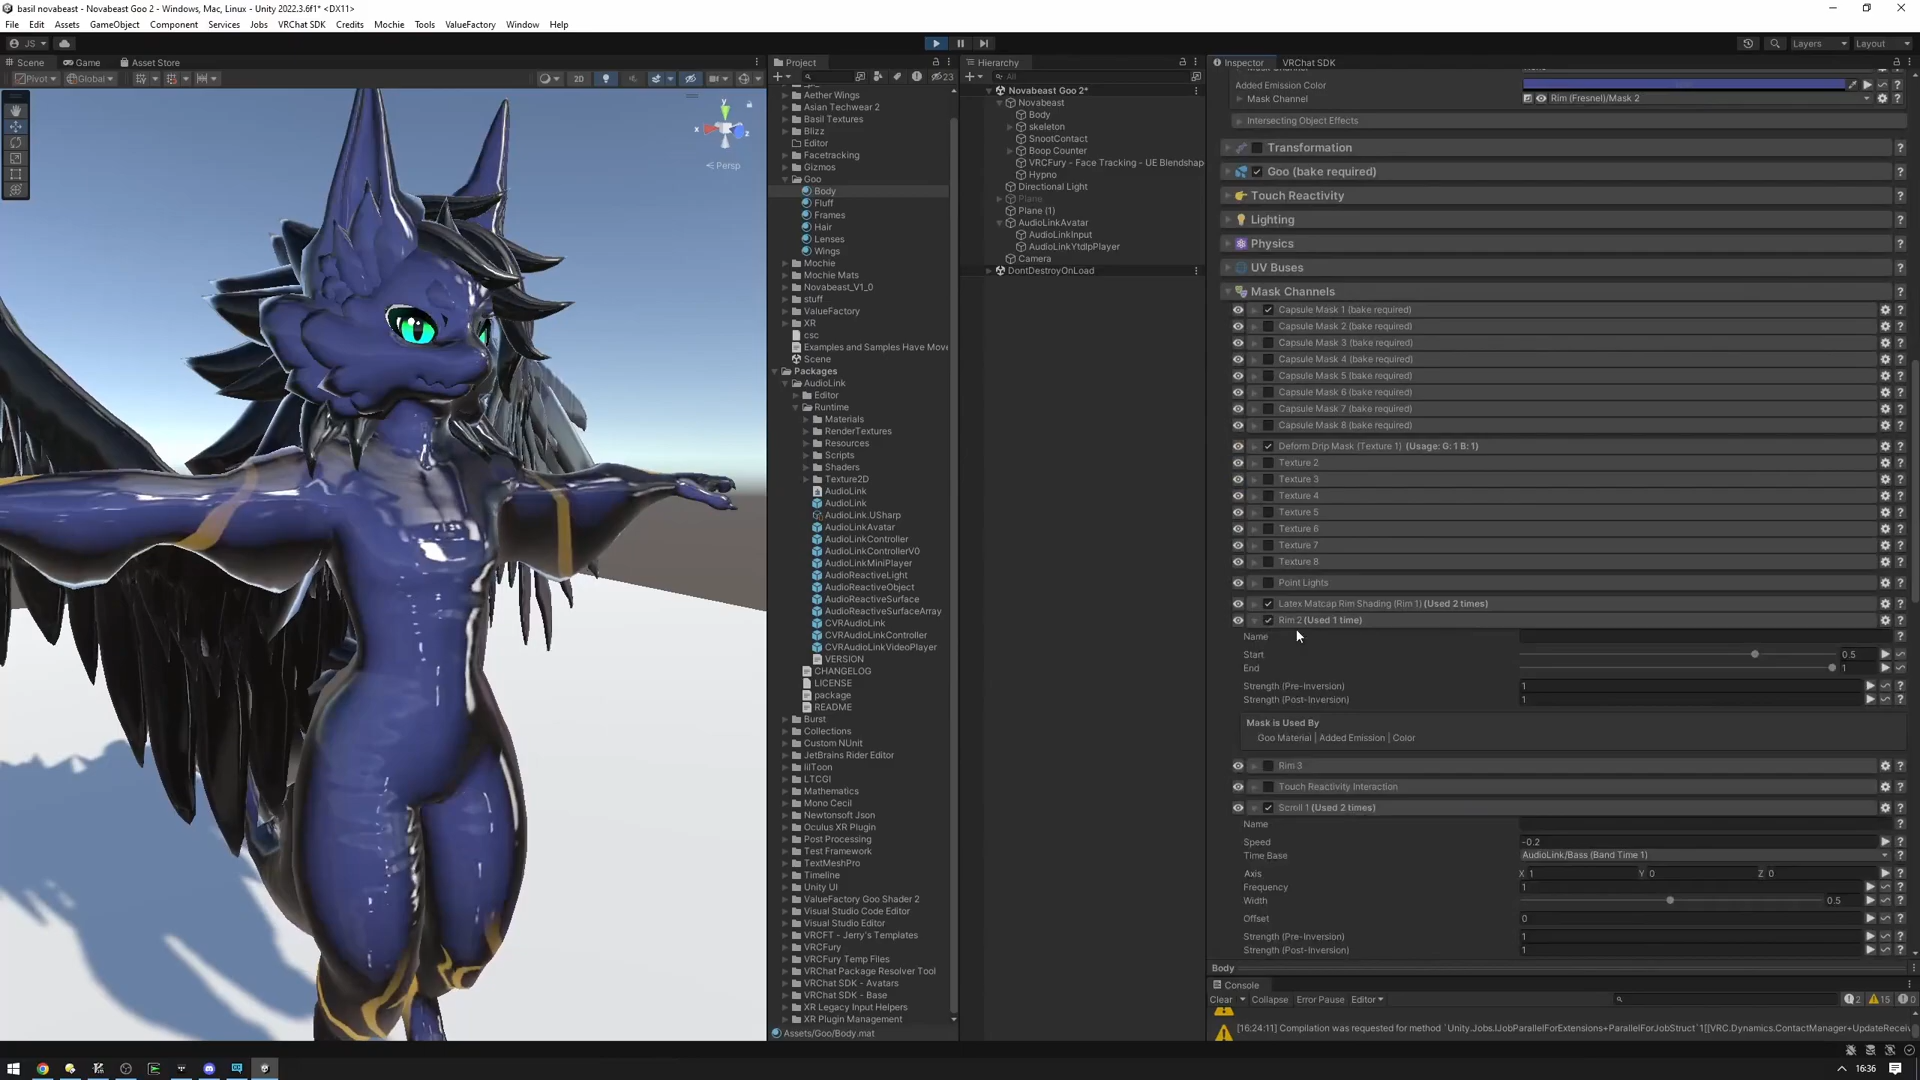 basil novabeast - Novabeast Goo 2 - Windows, Mac, Linux - Unity 2022.3.6f1* <DX11>
File Edit Assets GameObject Component Services Jobs VRChat SDK Credits Mochie Tools ValueFactory Window Help
JS
Layers
Layout
Scene
Game
Asset Store
Pivot
Global
2D
y
x
z
Persp
Project
23
Aether Wings
Asian Techwear 2
Basil Textures
Blizz
Editor
Facetracking
Gizmos
Goo
Body
Fluff
Frames
Hair
Lenses
Wings
Mochie
Mochie Mats
Novabeast_V1_0
stuff
ValueFactory
XR
csc
Examples and Samples Have Move
Scene
Packages
AudioLink
Editor
Runtime
Materials
RenderTextures
Resources
Scripts
Shaders
Texture2D
AudioLink
AudioLink
AudioLink.USharp
AudioLinkAvatar
AudioLinkController
AudioLinkControllerV0
AudioLinkMiniPlayer
AudioReactiveLight
AudioReactiveObject
AudioReactiveSurface
AudioReactiveSurfaceArray
CVRAudioLink
CVRAudioLinkController
CVRAudioLinkVideoPlayer
VERSION
CHANGELOG
LICENSE
package
README
Burst
Collections
Custom NUnit
JetBrains Rider Editor
lilToon
LTCGI
Mathematics
Mono Cecil
Newtonsoft Json
Oculus XR Plugin
Post Processing
Test Framework
TextMeshPro
Timeline
Unity UI
ValueFactory Goo Shader 2
Visual Studio Code Editor
Visual Studio Editor
VRCFT - Jerry's Templates
VRCFury
VRCFury Temp Files
VRChat Package Resolver Tool
VRChat SDK - Avatars
VRChat SDK - Base
XR Legacy Input Helpers
XR Plugin Management
Assets/Goo/Body.mat
Hierarchy
All
Novabeast Goo 2*
Novabeast
Body
skeleton
SnootContact
Boop Counter
VRCFury - Face Tracking - UE Blendshap
Hypno
Directional Light
Plane
Plane (1)
AudioLinkAvatar
AudioLinkInput
AudioLinkYtdlpPlayer
Camera
DontDestroyOnLoad
Inspector
VRChat SDK
Added Emission Color
Mask Channel Rim (Fresnel)/Mask 2
Intersecting Object Effects
Transformation
Goo (bake required)
Touch Reactivity
Lighting
Physics
UV Buses
Mask Channels
Capsule Mask 1 (bake required)
Capsule Mask 2 (bake required)
Capsule Mask 3 (bake required)
Capsule Mask 4 (bake required)
Capsule Mask 5 (bake required)
Capsule Mask 6 (bake required)
Capsule Mask 7 (bake required)
Capsule Mask 8 (bake required)
Deform Drip Mask (Texture 1) (Usage: G: 1 B: 1)
Texture 2
Texture 3
Texture 4
Texture 5
Texture 6
Texture 7
Texture 8
Point Lights
Latex Matcap Rim Shading (Rim 1) (Used 2 times)
Rim 2 (Used 1 time)
Name
Start 0.5
End 1
Strength (Pre-Inversion) 1
Strength (Post-Inversion) 1
Mask is Used By
Goo Material | Added Emission | Color
Rim 3
Touch Reactivity Interaction
Scroll 1 (Used 2 times)
Name
Speed -0.2
Time Base AudioLink/Bass (Band Time 1)
Axis X 1 Y 0 Z 0
Frequency 1
Width 0.5
Offset 0
Strength (Pre-Inversion) 1
Strength (Post-Inversion) 1
Body
Console
Clear Collapse Error Pause Editor
2 15 0
[16:24:11] Compilation was requested for method `Unity.Jobs.IJobParallelForExtensions+ParallelForJobStruct`1[[VRC.Dynamics.ContactManager+UpdateRecei
16:36